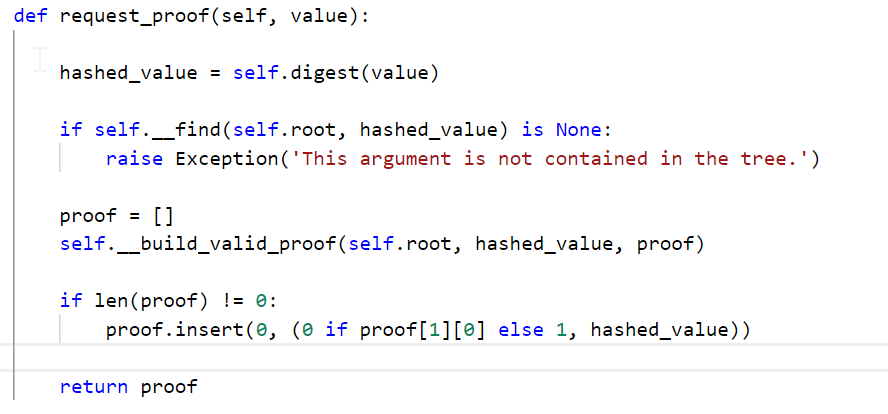 def request_proof(self, value):
hashed_value = self.digest(value)
if self.__find(self.root, hashed_value) is None:
raise Exception('This argument is not contained in the tree.')
proof = []
self.__build_valid_proof(self.root, hashed_value, proof)
if len(proof) != 0:
proof.insert(0, (0 if proof[1][0] else 1, hashed_value))
return proof